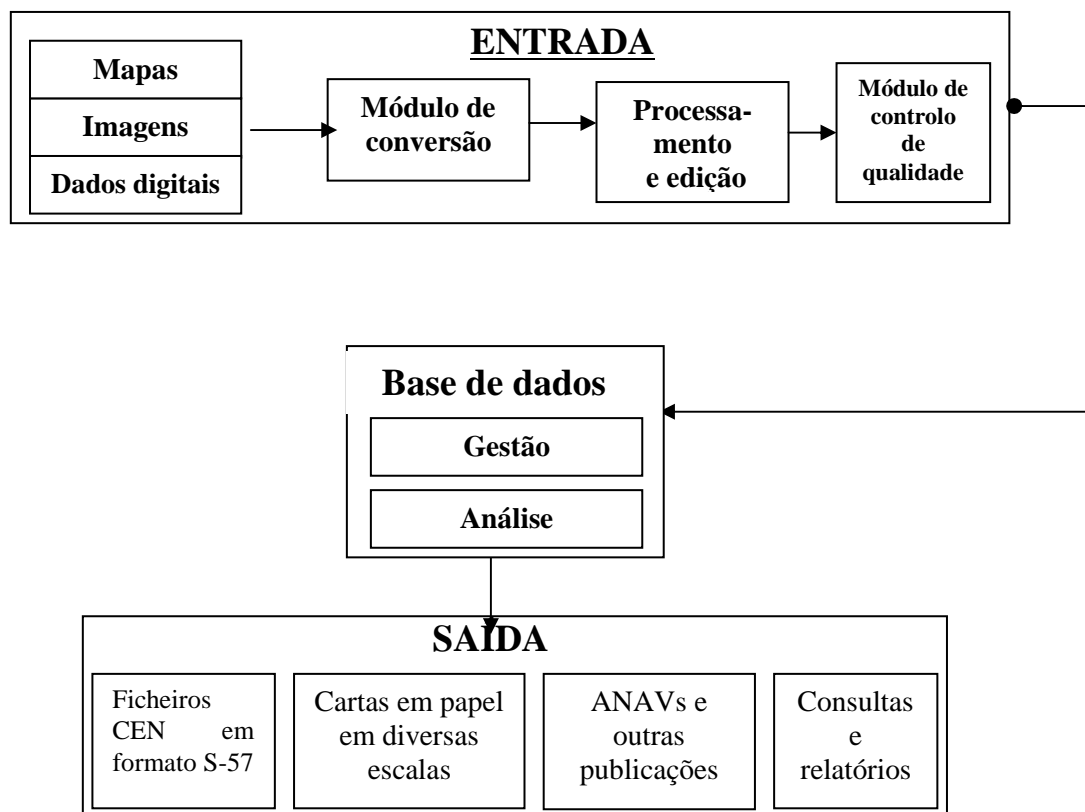 ENTRADA
Mapas
Imagens
Dados digitais
Módulo de
conversão
Processa-
mento
e edição
Módulo de
controlo
de
qualidade
Base de dados
Gestão
Análise
SAÍDA
Ficheiros
CEN em
formato S-57
Cartas em papel
em diversas
escalas
ANAVs e
outras
publicações
Consultas
e
relatórios